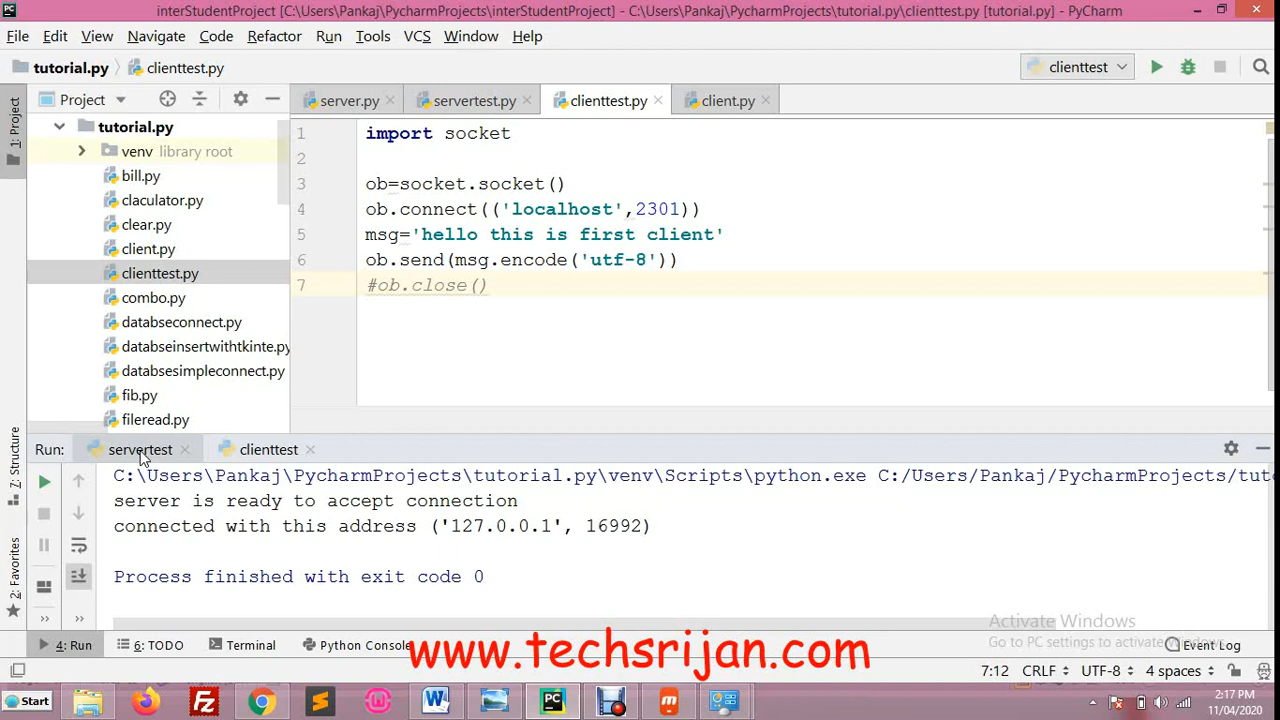 PC interStudentProject [C:\Users\Pankaj\PycharmProjects\interStudentProject] - C:\Users\Pankaj\PycharmProjects\tutorial.py\clienttest.py [tutorial.py] - PyCharm
File Edit View Navigate Code Refactor Run Tools VCS Window Help
tutorial.py clienttest.py clienttest
1: Project
Project server.py servertest.py clienttest.py client.py
tutorial.py
venv library root
bill.py
claculator.py
clear.py
client.py
clienttest.py
combo.py
databseconnect.py
databseinsertwithtkinte
databsesimpleconnect.py
fib.py
fileread.py
1 import socket
2
3 ob=socket.socket()
4 ob.connect(('localhost',2301))
5 msg='hello this is first client'
6 ob.send(msg.encode('utf-8'))
7 #ob.close()
Z: Structure
2: Favorites
Run: servertest clienttest
C:\Users\Pankaj\PycharmProjects\tutorial.py\venv\Scripts\python.exe C:/Users/Pankaj/PycharmProjects/tuto
server is ready to accept connection
connected with this address ('127.0.0.1', 16992)
Process finished with exit code 0
Activate Windows
Go to PC settings to activate Windows.
4: Run 6: TODO Terminal Python Console Event Log
www.techsrijan.com
7:12 CRLF UTF-8 4 spaces
Start 2:17 PM
11/04/2020